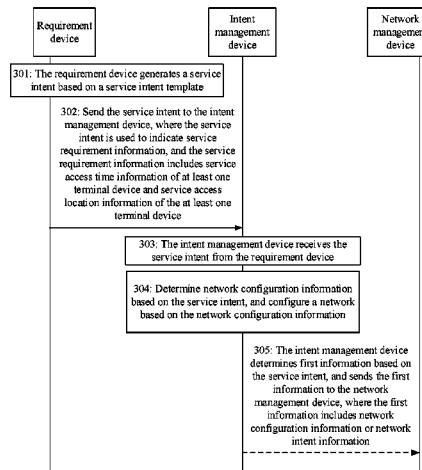 Requirement
device
Intent
management
device
Network
management
device
301: The requirement device generates a service
intent based on a service intent template
302: Send the service intent to the intent
management device, where the service
intent is used to indicate service
requirement information, and the service
requirement information includes service
access time information of at least one
terminal device and service access
location information of the at least one
terminal device
303: The intent management device receives the
service intent from the requirement device
304: Determine network configuration information
based on the service intent, and configure a network
based on the network configuration information
305: The intent management device
determines first information based on
the service intent, and sends the first
information to the network
management device, where the first
information includes network
configuration information or network
intent information